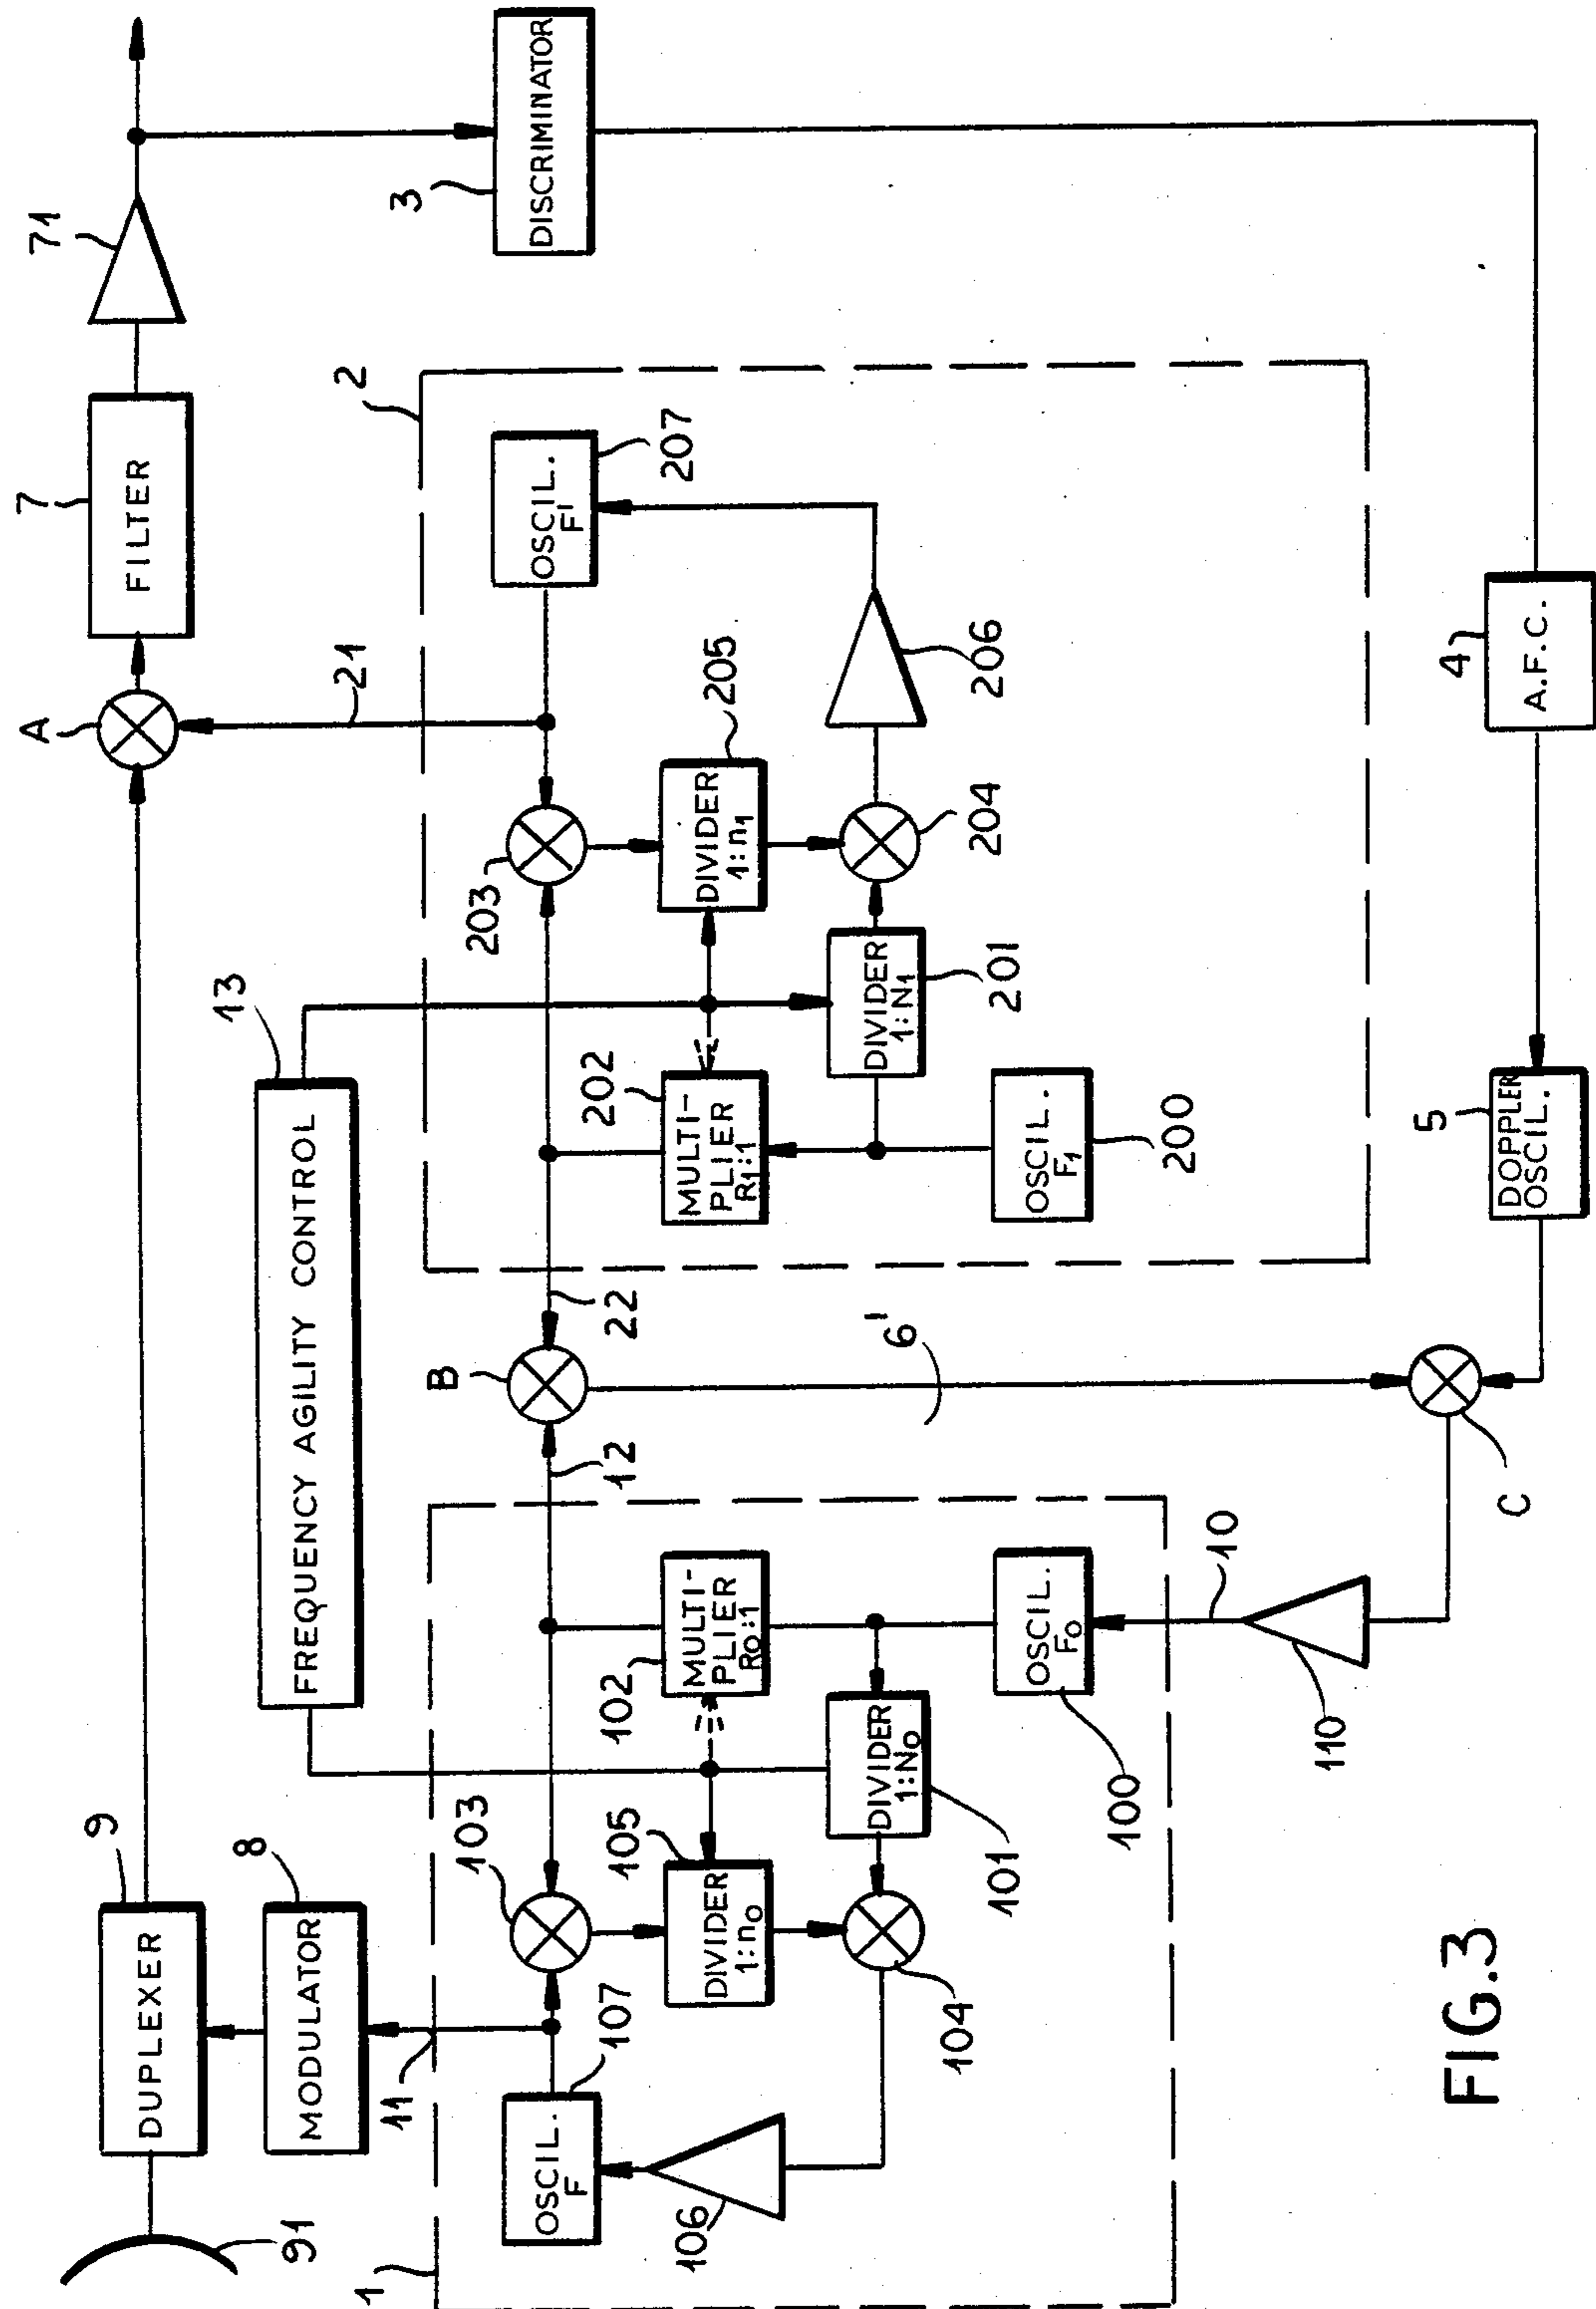 91
9
DUPLEXER
8
MODULATOR
11
1
OSCIL.
F
107
106
103
105
DIVIDER
1:n0
104
102
MULTI-
PLIER
R0:1
DIVIDER
1:N0
101
OSCIL.
F0
100
10
110
12
B
22
6'
C
13
FREQUENCY AGILITY CONTROL
A
21
7
FILTER
71
2
203
202
MULTI-
PLIER
R1:1
DIVIDER
1:n1
205
DIVIDER
1:N1
201
204
206
OSCIL.
F'
207
OSCIL.
F1
200
3
DISCRIMINATOR
4
A.F.C.
5
DOPPLER
OSCIL.
FIG.3